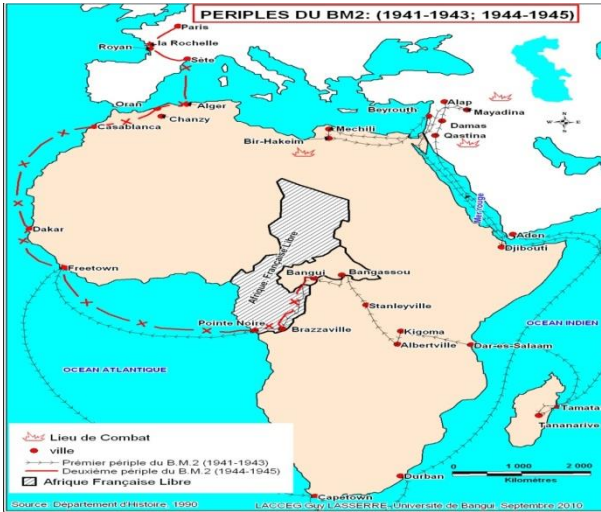 PERIPLES DU BM2: (1941-1943; 1944-1945)
Paris
la Rochelle
Royan
Sète
Oran
Alger
Chanzy
Casablanca
Beyrouth
Alap
Mayadina
Damas
Qastina
Mechili
Bir-Hakeim
Mer rouge
Dakar
Freetown
Aden
Djibouti
Afrique Française Libre
Bangui
Bangassou
Stanleyville
Pointe Noire
Brazzaville
Kigoma
Albertville
Dar-es-Salaam
OCEAN INDIEN
OCEAN ATLANTIQUE
Tamata
Tananarive
Durban
Capetown
N
W
E
S
Lieu de Combat
ville
Prémier périple du B.M.2 (1941-1943)
Deuxième périple du B.M.2 (1944-1945)
Afrique Française Libre
0 1 000 2 000
Kilomètres
Source: Département d'Histoire, 1990
LACCEG Guy LASSERRE, Université de Bangui, Septembre 2010